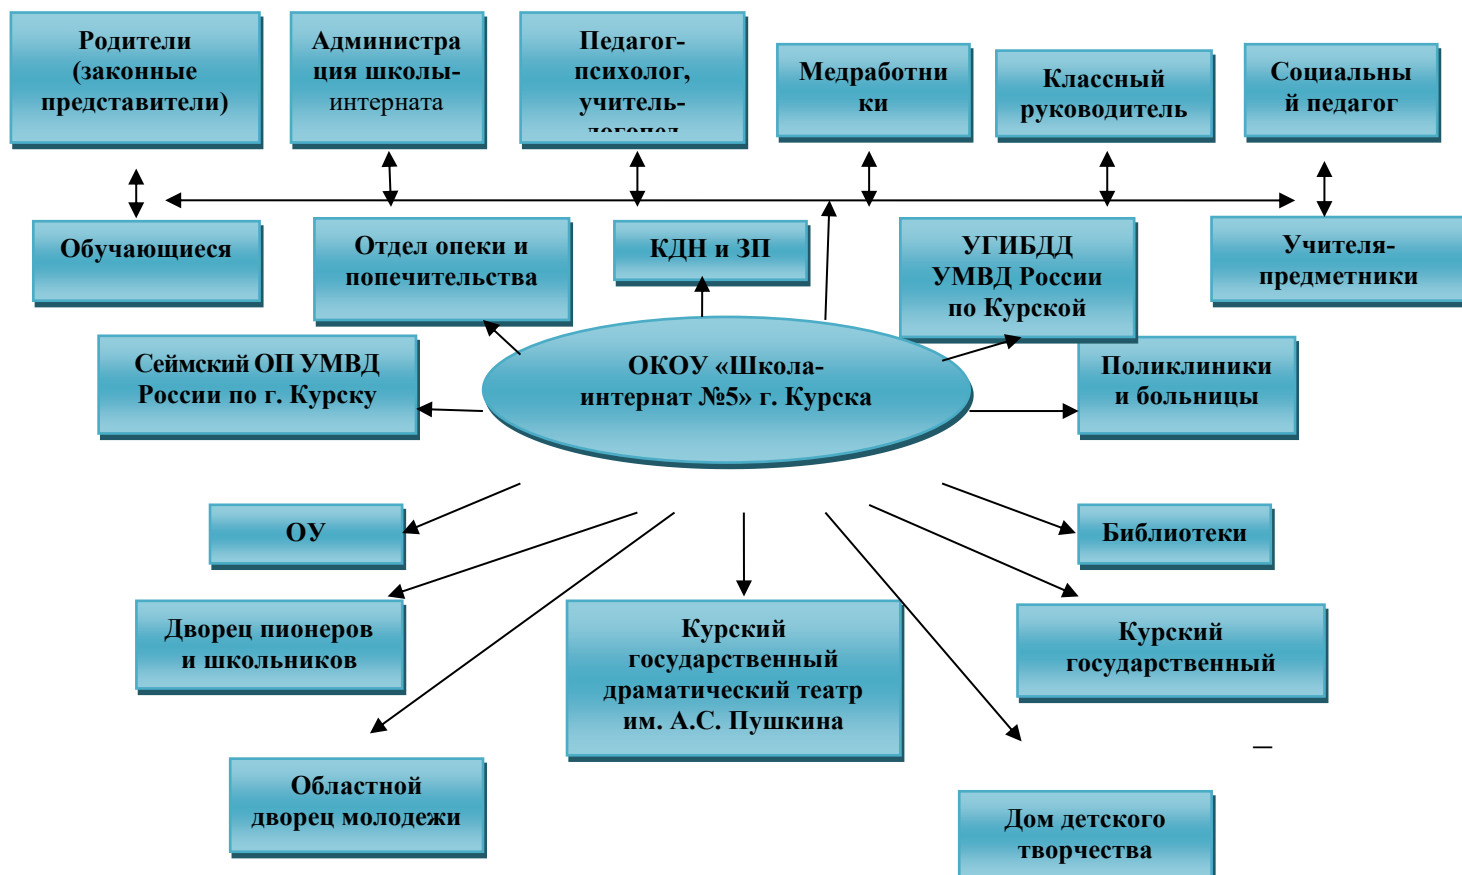 Родители
(законные
представители)
Администра
ция школы-
интерната
Педагог-
психолог,
учитель-
логопед
Медработни
ки
Классный
руководитель
Социальны
й педагог
Обучающиеся
Отдел опеки и
попечительства
КДН и ЗП
УГИБДД
УМВД России
по Курской
Учителя-
предметники
Сеймский ОП УМВД
России по г. Курску
ОКОУ «Школа-
интернат №5» г. Курска
Поликлиники
и больницы
ОУ
Библиотеки
Дворец пионеров
и школьников
Курский
государственный
драматический театр
им. А.С. Пушкина
Курский
государственный
Областной
дворец молодежи
Дом детского
творчества